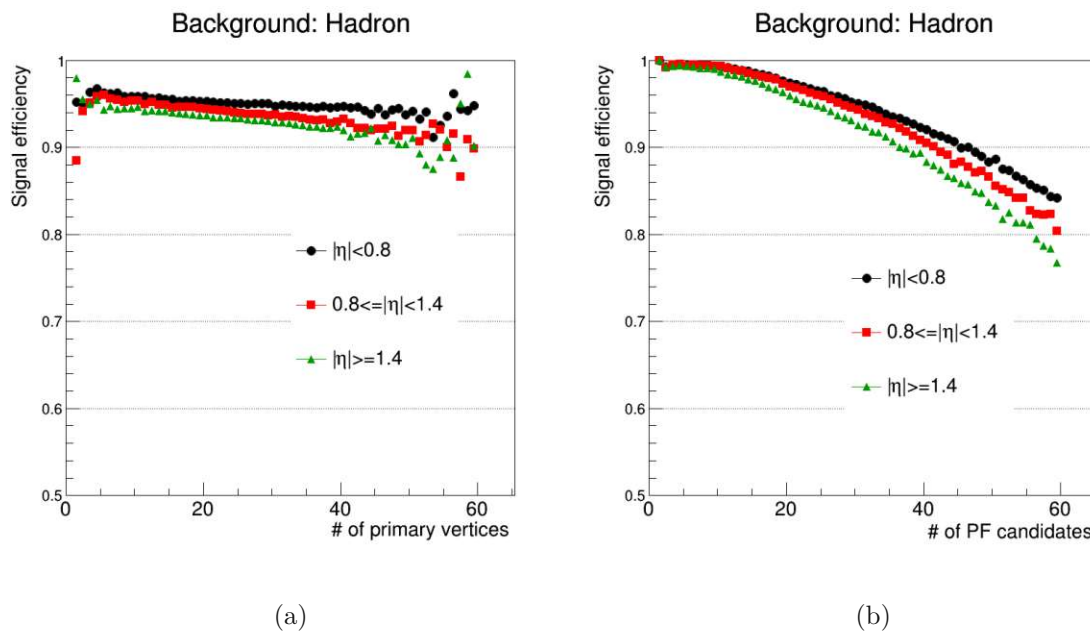 Background: Hadron
Signal efficiency
1
0.9
0.8
0.7
0.6
0.5
0
20
40
60
# of primary vertices
|η|<0.8
0.8<=|η|<1.4
|η|>=1.4
(a)
Background: Hadron
Signal efficiency
1
0.9
0.8
0.7
0.6
0.5
0
20
40
60
# of PF candidates
|η|<0.8
0.8<=|η|<1.4
|η|>=1.4
(b)